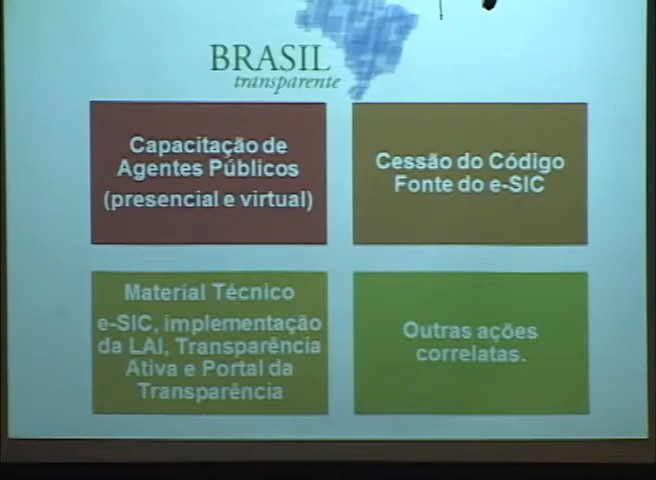 BRASIL
transparente
Capacitação de
Agentes Públicos
(presencial e virtual)
Cessão do Código
Fonte do e-SIC
Material Técnico
e-SIC, implementação
da LAI, Transparência
Ativa e Portal da
Transparência
Outras ações
correlatas.